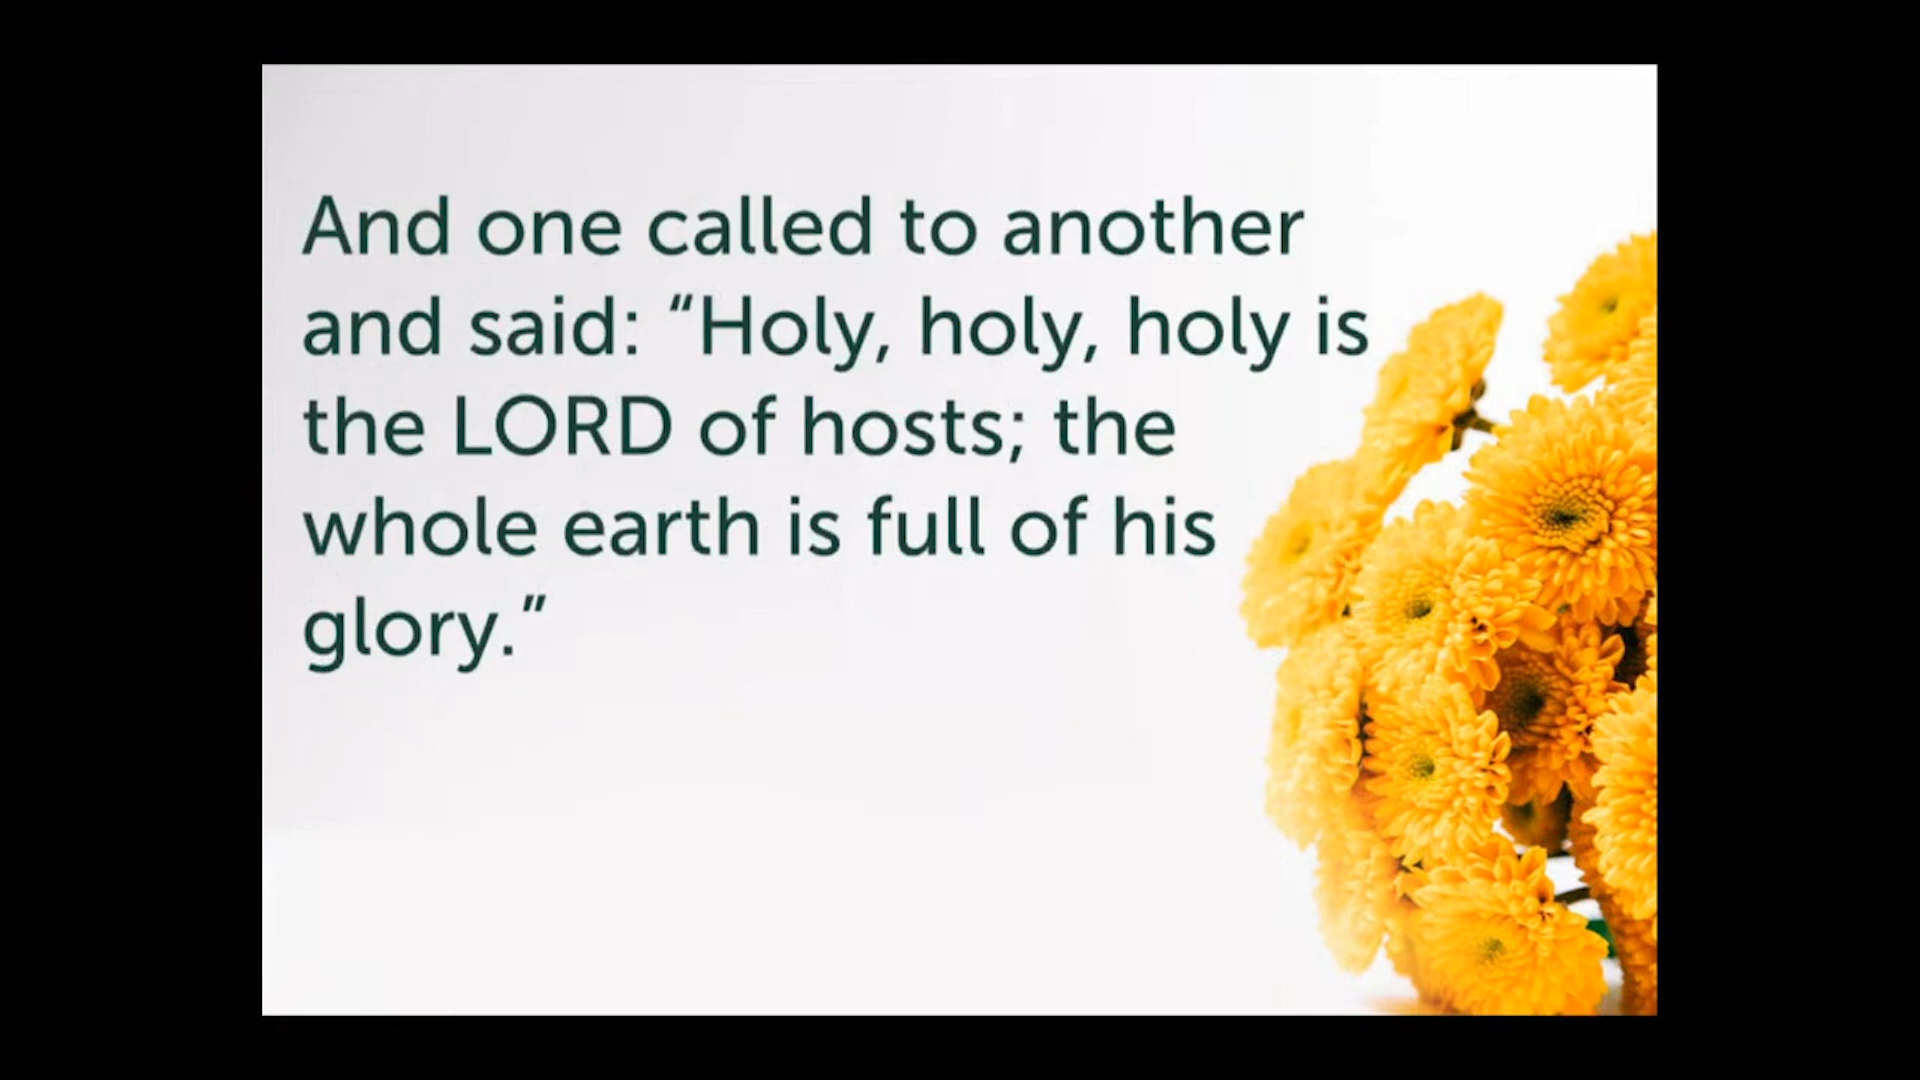 And one called to another
and said: “Holy, holy, holy is
the LORD of hosts; the
whole earth is full of his
glory.”